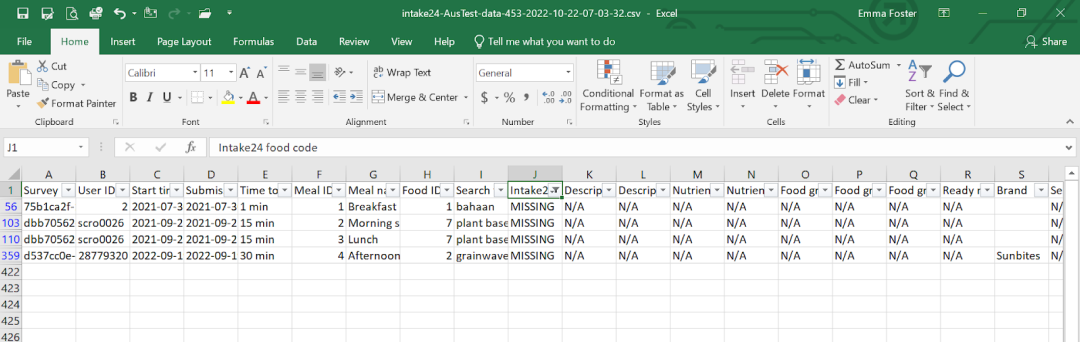 intake24-AusTest-data-453-2022-10-22-07-03-32.csv - Excel Emma Foster
File Home Insert Page Layout Formulas Data Review View Help Tell me what you want to do Share
Paste Cut Copy Format Painter Clipboard
Calibri 11 A A B I U A Font
Wrap Text Merge & Center Alignment
General $ % , Number
Conditional Formatting Format as Table Cell Styles Styles
Insert Delete Format Cells
AutoSum Fill Clear Sort & Filter Find & Select Editing
J1 fx Intake24 food code
A B C D E F G H I J K L M N O P Q R S
1 Survey User ID Start tir Submis Time to Meal ID Meal na Food ID Search Intake2 Descrip Descrip Nutrien Nutrien Food gr Food gr Food gr Ready r Brand Se
56 75b1ca2f- 2 2021-07-3 2021-07-3 1 min 1 Breakfast 1 bahaan MISSING N/A N/A N/A N/A N/A N/A N/A N/A N/
103 dbb70562 scro0026 2021-09-2 2021-09-2 15 min 2 Morning s 7 plant base MISSING N/A N/A N/A N/A N/A N/A N/A N/A N/
110 dbb70562 scro0026 2021-09-2 2021-09-2 15 min 3 Lunch 7 plant base MISSING N/A N/A N/A N/A N/A N/A N/A N/A N/
359 d537cc0e- 28779320 2022-09-1 2022-09-1 30 min 4 Afternoon 2 grainwave MISSING N/A N/A N/A N/A N/A N/A N/A N/A Sunbites N/
422
423
424
425
426